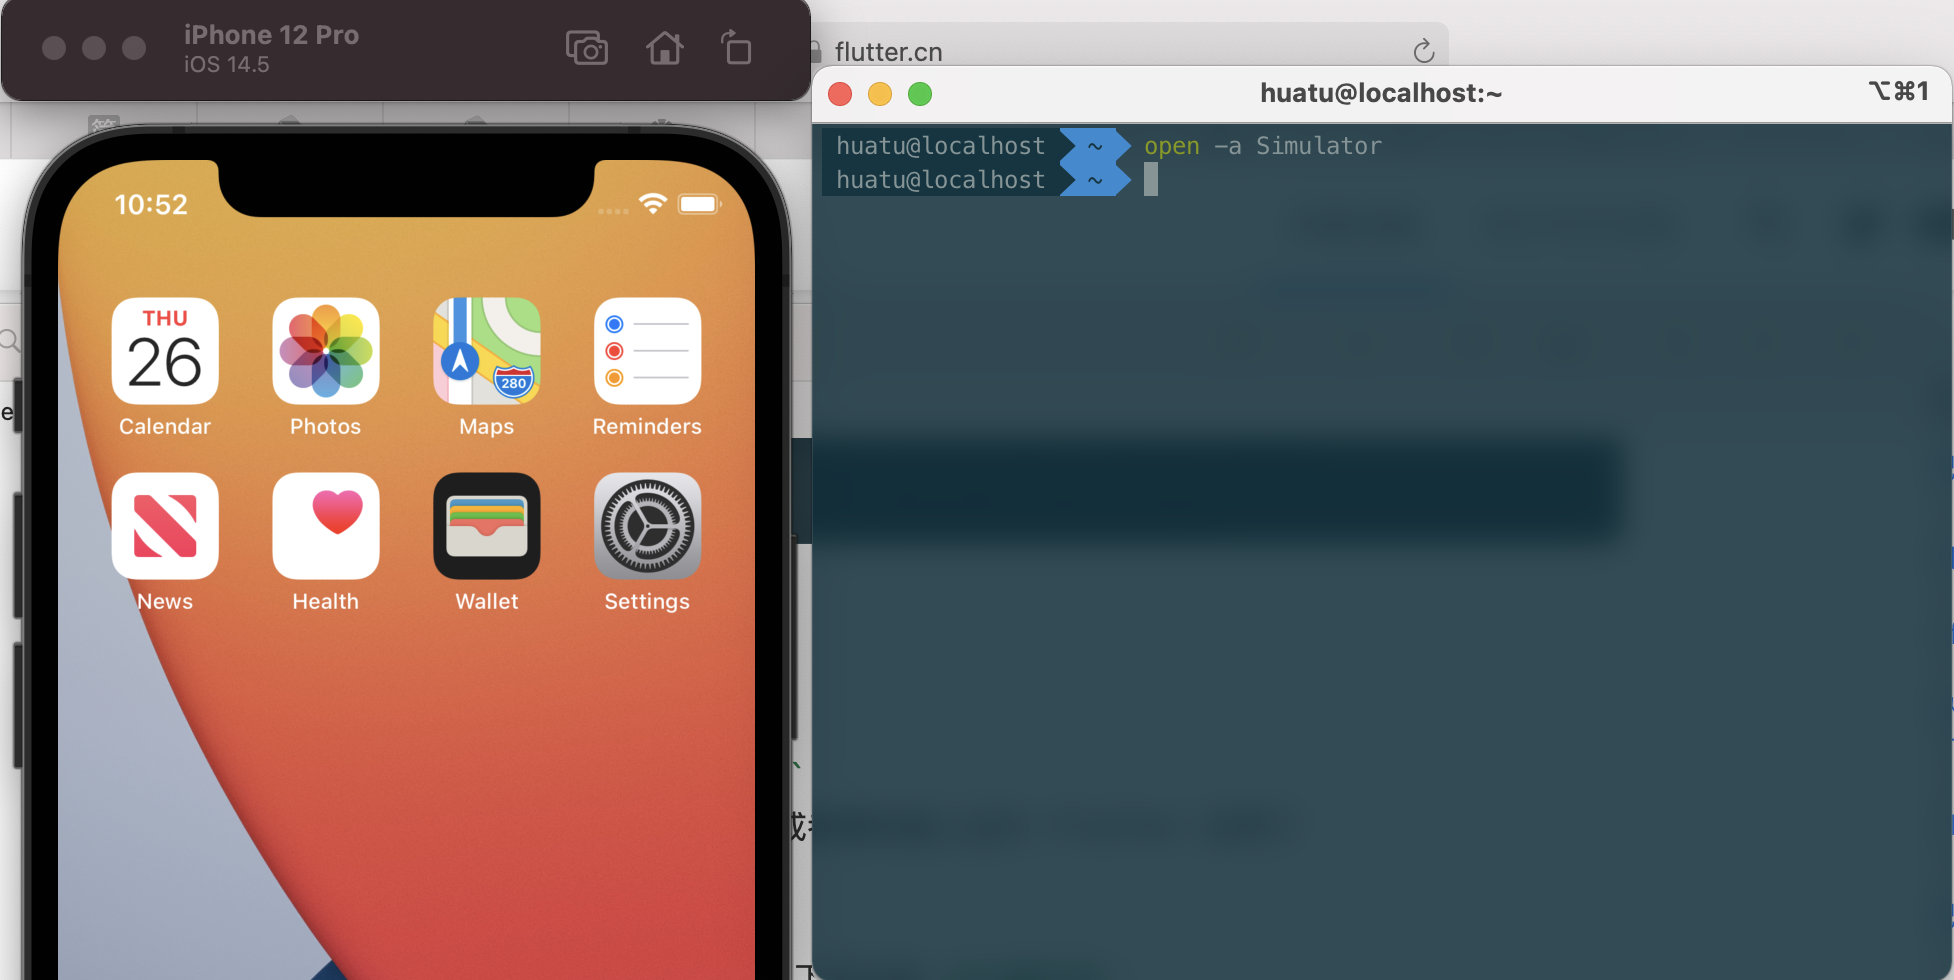 iPhone 12 Pro
iOS 14.5
flutter.cn
huatu@localhost:~
⌥⌘1
huatu@localhost ~ open -a Simulator
huatu@localhost ~
10:52
THU
26
280
Calendar Photos Maps Reminders
News Health Wallet Settings
e
下